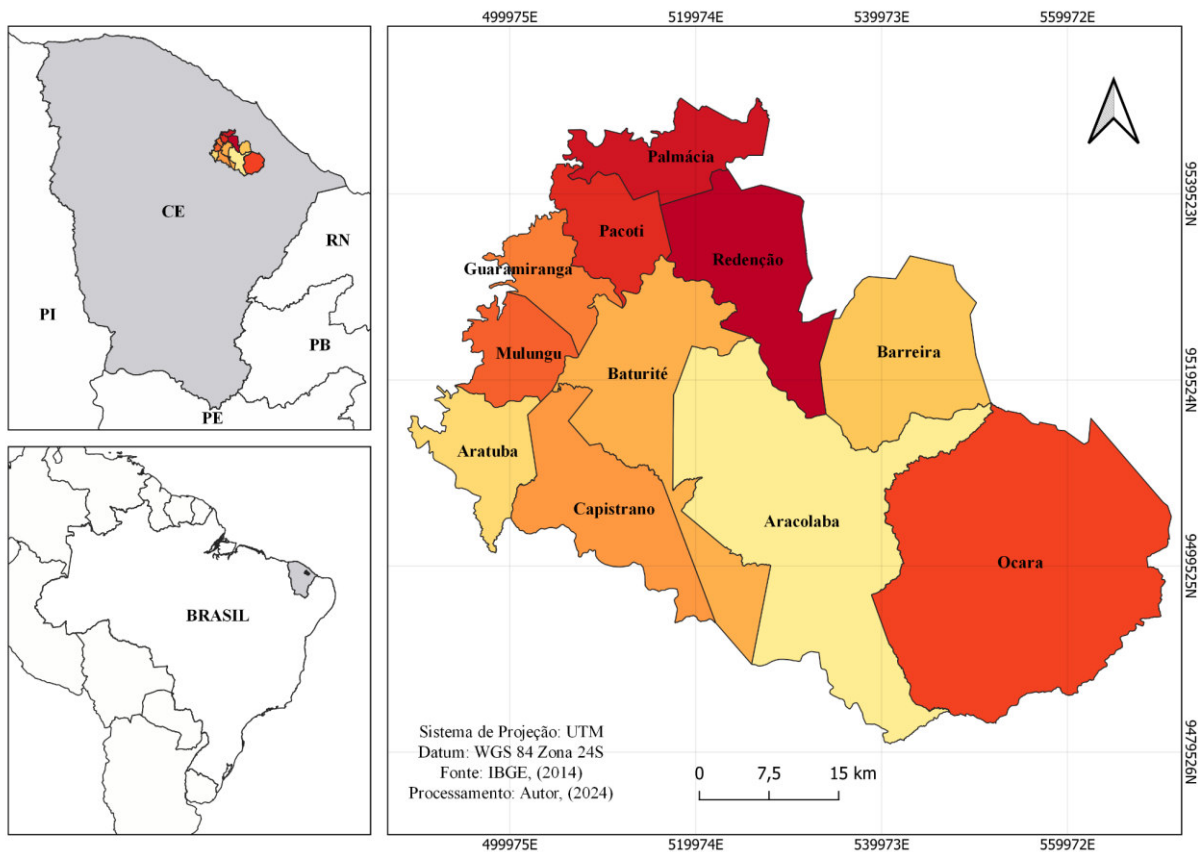 CE
RN
PI
PB
PE
BRASIL
499975E
519974E
539973E
559972E
Palmácia
Pacoti
Redenção
Guaramiranga
Mulungu
Baturité
Barreira
Aratuba
Capistrano
Aracolaba
Ocara
9539523N
9519524N
9499525N
9479526N
Sistema de Projeção: UTM
Datum: WGS 84 Zona 24S
Fonte: IBGE, (2014)
Processamento: Autor, (2024)
0 7,5 15 km
499975E
519974E
539973E
559972E